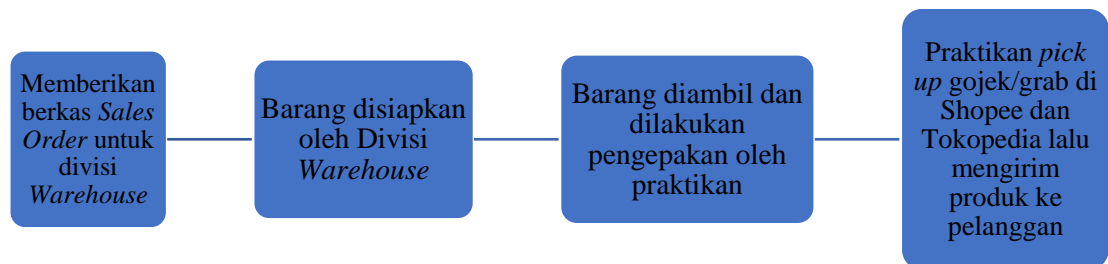 Memberikan
berkas Sales
Order untuk
divisi
Warehouse
Barang disiapkan
oleh Divisi
Warehouse
Barang diambil dan
dilakukan
pengepakan oleh
praktikan
Praktikan pick
up gojek/grab di
Shopee dan
Tokopedia lalu
mengirim
produk ke
pelanggan